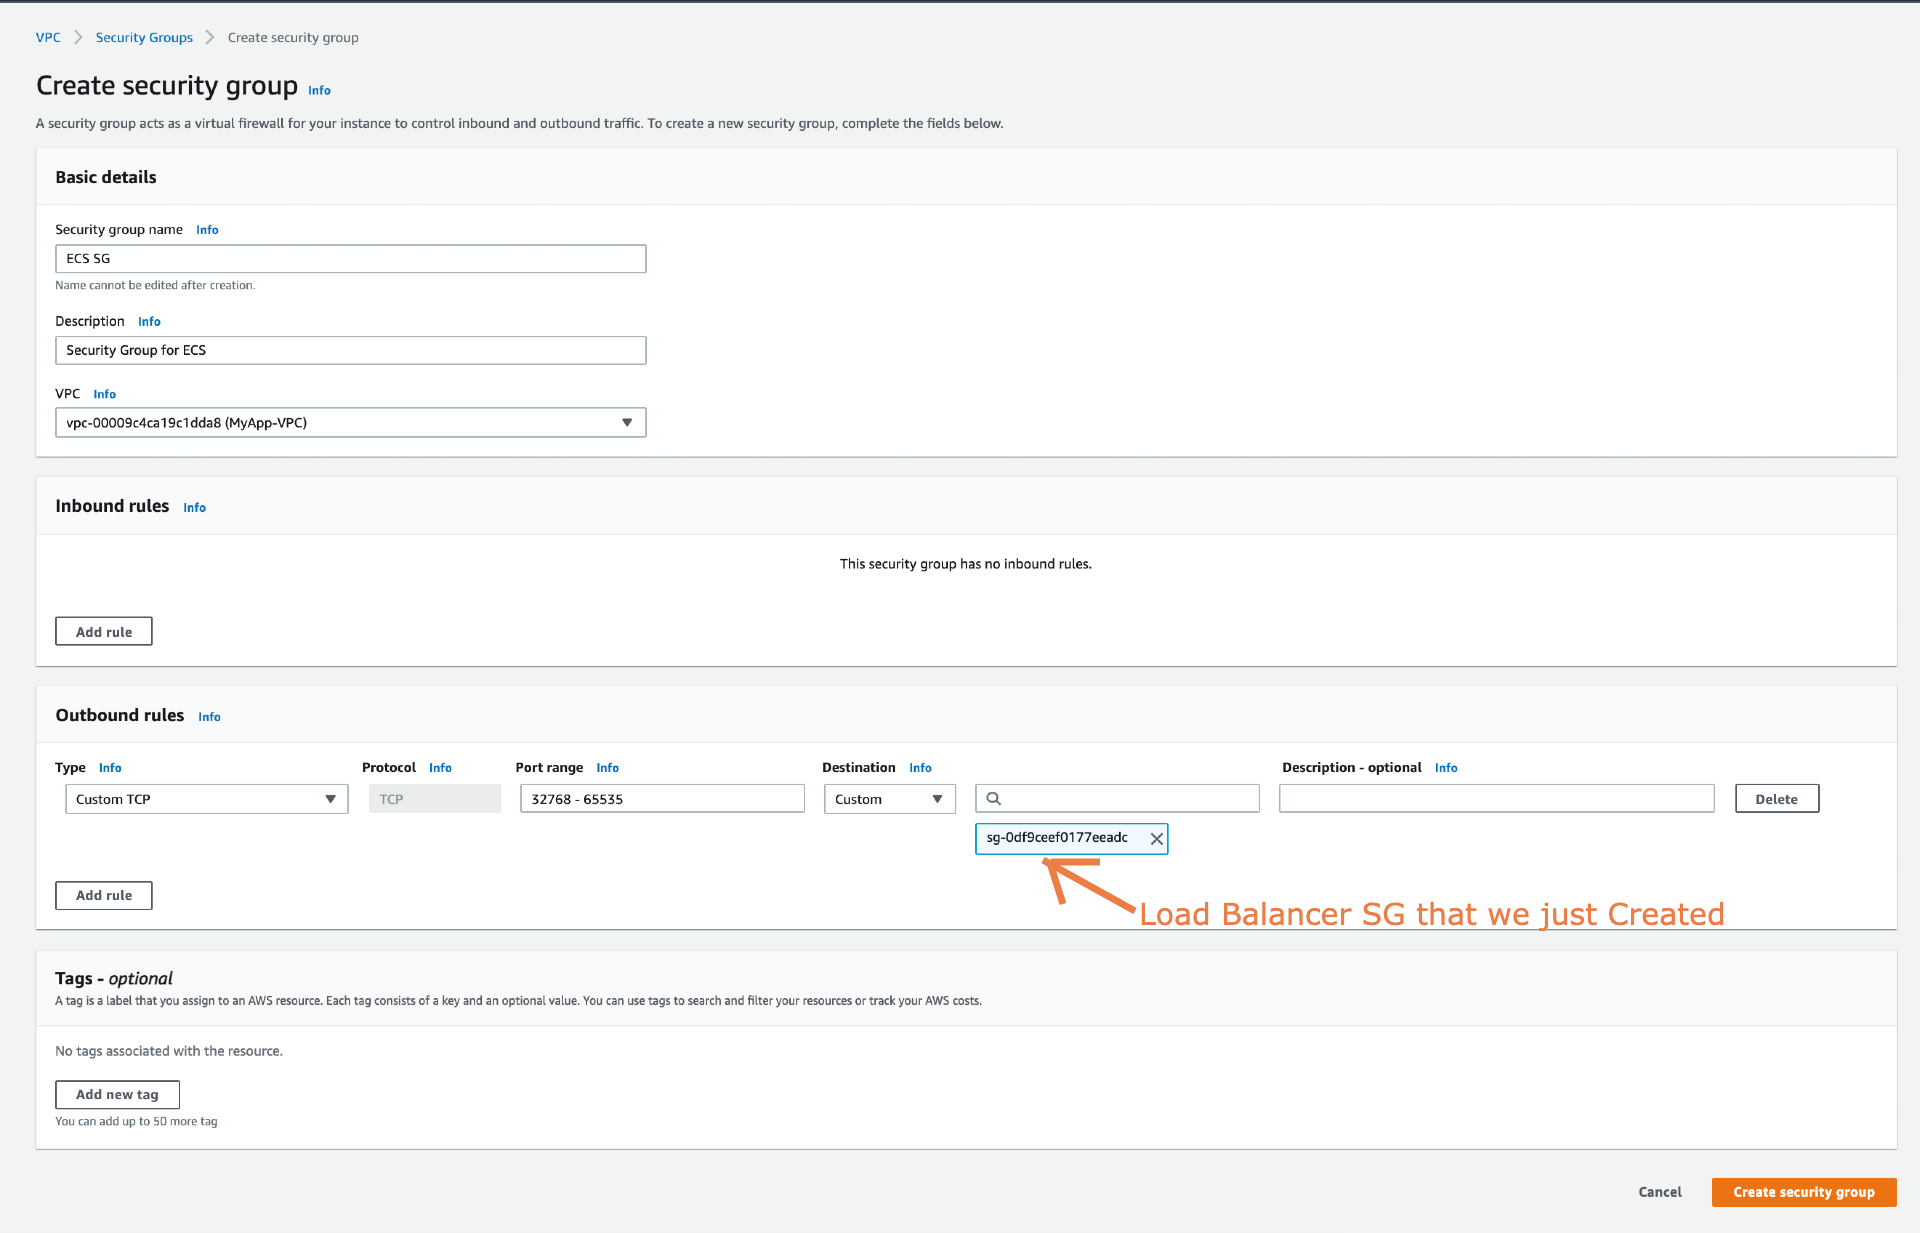 VPC > Security Groups > Create security group
Create security group Info
A security group acts as a virtual firewall for your instance to control inbound and outbound traffic. To create a new security group, complete the fields below.
Basic details
Security group name Info
ECS SG
Name cannot be edited after creation.
Description Info
Security Group for ECS
VPC Info
vpc-00009c4ca19c1dda8 (MyApp-VPC)
Inbound rules Info
This security group has no inbound rules.
Add rule
Outbound rules Info
Type Info Protocol Info Port range Info Destination Info Description - optional Info
Custom TCP TCP 32768 - 65535 Custom Delete
sg-0df9ceef0177eeadc
Add rule
Load Balancer SG that we just Created
Tags - optional
A tag is a label that you assign to an AWS resource. Each tag consists of a key and an optional value. You can use tags to search and filter your resources or track your AWS costs.
No tags associated with the resource.
Add new tag
You can add up to 50 more tag
Cancel Create security group